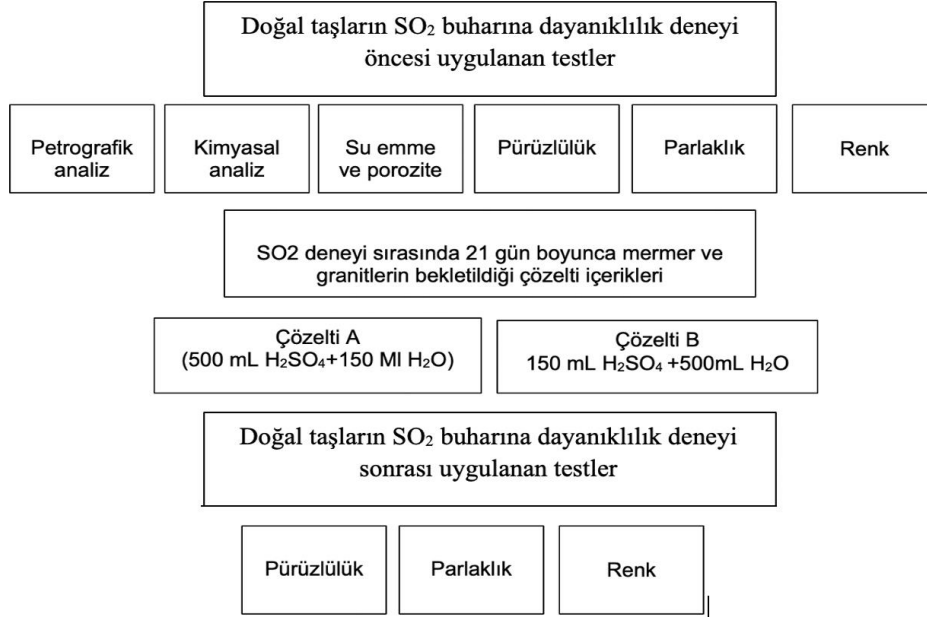 Doğal taşların SO₂ buharına dayanıklılık deneyi
öncesi uygulanan testler
Petrografik
analiz
Kimyasal
analiz
Su emme
ve porozite
Pürüzlülük
Parlaklık
Renk
SO2 deneyi sırasında 21 gün boyunca mermer ve
granitlerin bekletildiği çözelti içerikleri
Çözelti A
(500 mL H₂SO₄+150 Ml H₂O)
Çözelti B
150 mL H₂SO₄ +500mL H₂O
Doğal taşların SO₂ buharına dayanıklılık deneyi
sonrası uygulanan testler
Pürüzlülük
Parlaklık
Renk